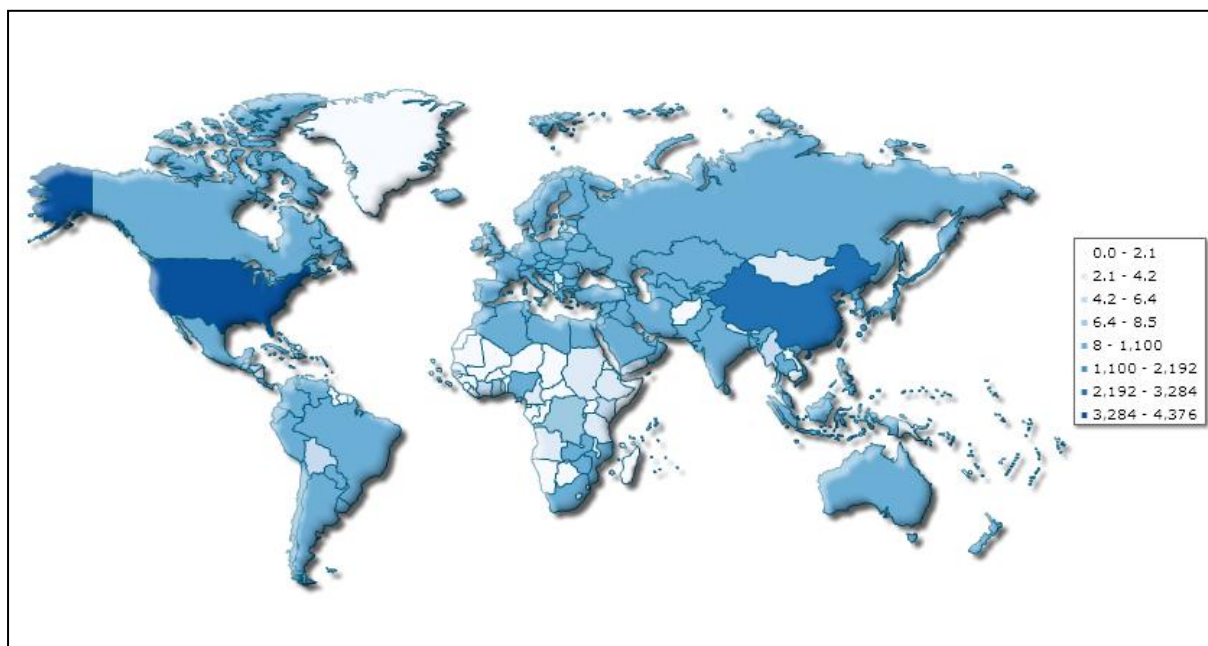 0.0 - 2.1
2.1 - 4.2
4.2 - 6.4
6.4 - 8.5
8 - 1,100
1,100 - 2,192
2,192 - 3,284
3,284 - 4,376